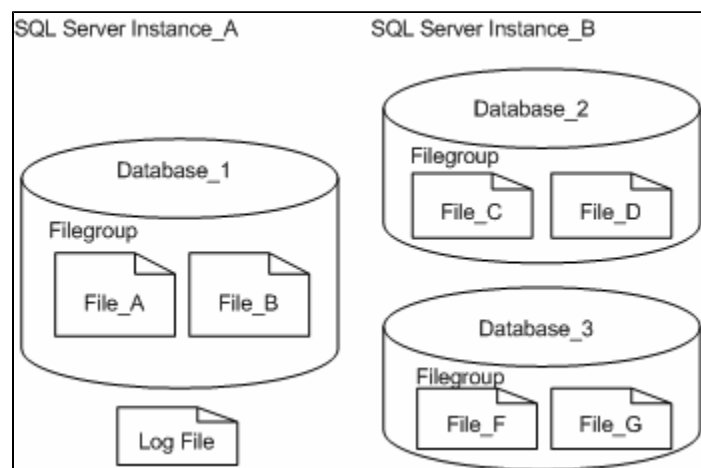 SQL Server Instance_A
Database_1
Filegroup
File_A
File_B
Log File
SQL Server Instance_B
Database_2
Filegroup
File_C
File_D
Database_3
Filegroup
File_F
File_G